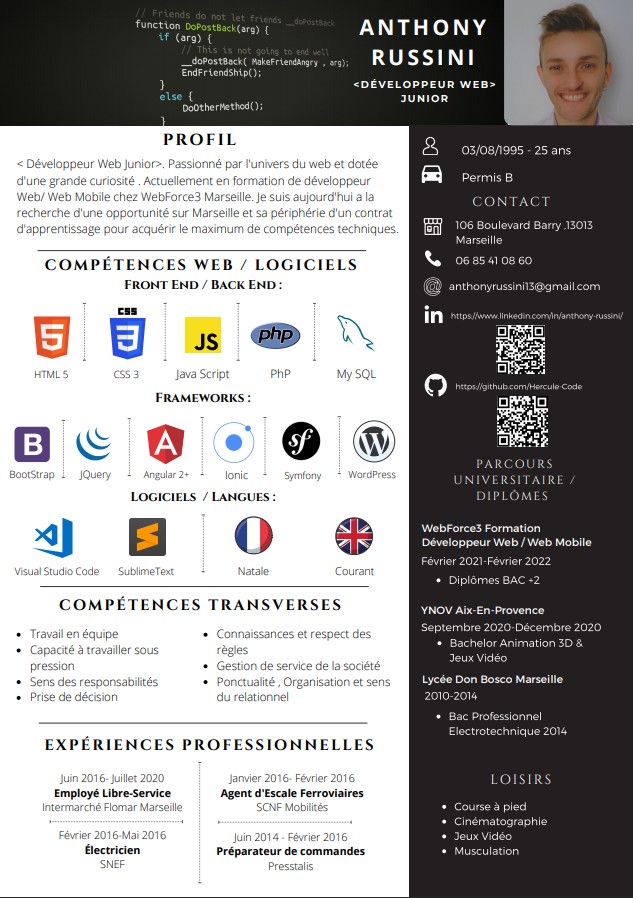 // Friends do not let friends __doPostBack
function DoPostBack(arg) {
if (arg) {
// This is not going to end well
__doPostBack( MakeFriendAngry , arg);
EndFriendShip();
}
else {
DoOtherMethod();
}
ANTHONY
RUSSINI
<DÉVELOPPEUR WEB>
JUNIOR
PROFIL
< Développeur Web Junior>. Passionné par l'univers du web et dotée
d'une grande curiosité . Actuellement en formation de développeur
Web/ Web Mobile chez WebForce3 Marseille. Je suis aujourd'hui a la
recherche d'une opportunité sur Marseille et sa périphérie d'un contrat
d'apprentissage pour acquérir le maximum de compétences techniques.
COMPÉTENCES WEB / LOGICIELS
FRONT END / BACK END :
5
CSS
3
JS
php
HTML 5
CSS 3
Java Script
PhP
My SQL
FRAMEWORKS :
B
A
sf
W
BootStrap
JQuery
Angular 2+
Ionic
Symfony
WordPress
LOGICIELS / LANGUES :
Visual Studio Code
SublimeText
Natale
Courant
COMPÉTENCES TRANSVERSES
Travail en équipe
Capacité à travailler sous
pression
Sens des responsabilités
Prise de décision
Connaissances et respect des
règles
Gestion de service de la société
Ponctualité , Organisation et sens
du relationnel
EXPÉRIENCES PROFESSIONNELLES
Juin 2016- Juillet 2020
Employé Libre-Service
Intermarché Flomar Marseille
Février 2016-Mai 2016
Électricien
SNEF
Janvier 2016- Février 2016
Agent d'Escale Ferroviaires
SCNF Mobilités
Juin 2014 - Février 2016
Préparateur de commandes
Presstalis
03/08/1995 - 25 ans
Permis B
CONTACT
106 Boulevard Barry ,13013
Marseille
06 85 41 08 60
@ anthonyrussini13@gmail.com
in https://www.linkedin.com/in/anthony-russini/
https://github.com/Hercule-Code
PARCOURS
UNIVERSITAIRE /
DIPLÔMES
WebForce3 Formation
Développeur Web / Web Mobile
Février 2021-Février 2022
Diplômes BAC +2
YNOV Aix-En-Provence
Septembre 2020-Décembre 2020
Bachelor Animation 3D &
Jeux Vidéo
Lycée Don Bosco Marseille
2010-2014
Bac Professionnel
Electrotechnique 2014
LOISIRS
Course à pied
Cinématographie
Jeux Vidéo
Musculation